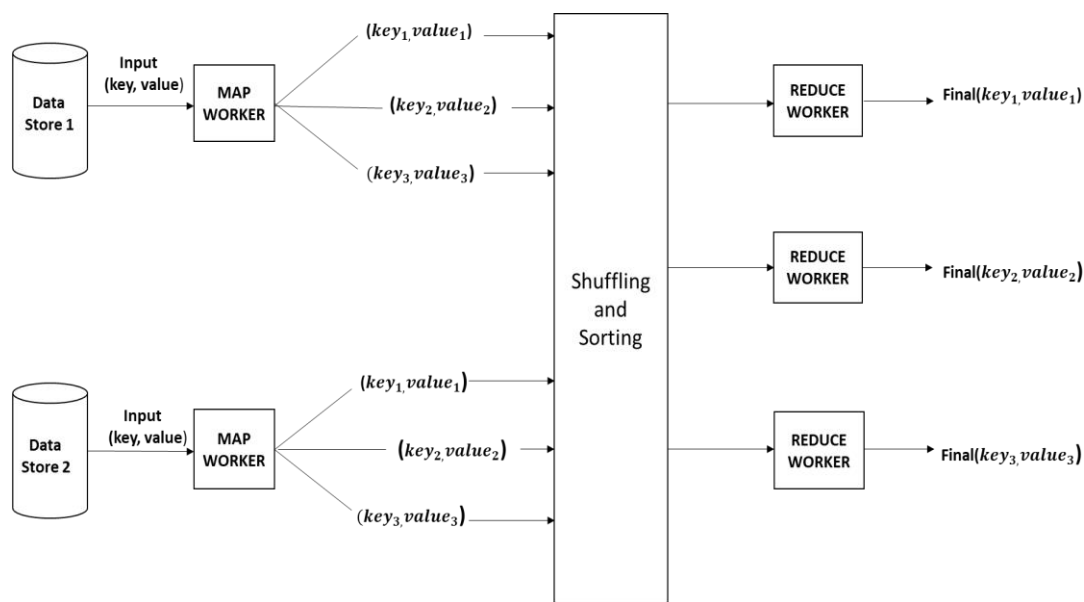 Data
Store 1
Input
(key, value)
MAP
WORKER
(key₁,value₁)
(key₂,value₂)
(key₃,value₃)
Data
Store 2
Input
(key, value)
MAP
WORKER
(key₁,value₁)
(key₂,value₂)
(key₃,value₃)
Shuffling
and
Sorting
REDUCE
WORKER
Final(key₁,value₁)
REDUCE
WORKER
Final(key₂,value₂)
REDUCE
WORKER
Final(key₃,value₃)